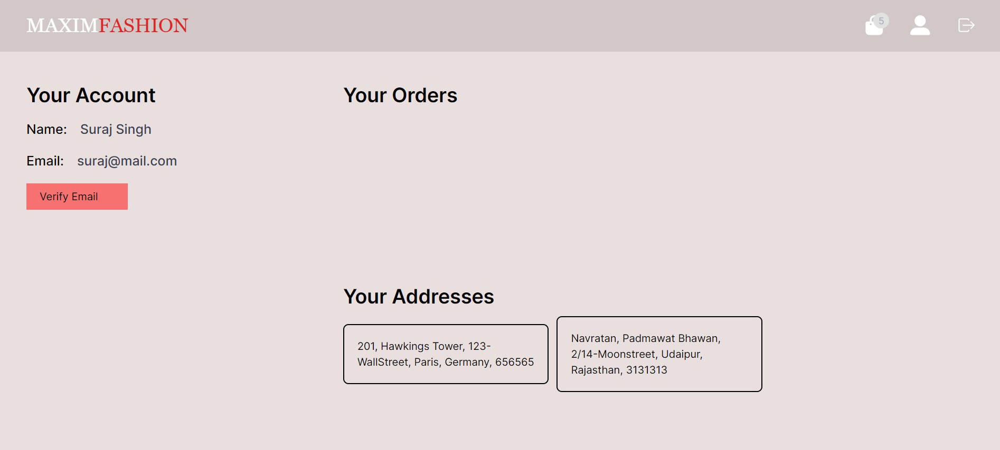 MAXIMFASHION
5
Your Account
Name: Suraj Singh
Email: suraj@mail.com
Verify Email
Your Orders
Your Addresses
201, Hawkings Tower, 123-
WallStreet, Paris, Germany, 656565
Navratan, Padmawat Bhawan,
2/14-Moonstreet, Udaipur,
Rajasthan, 3131313